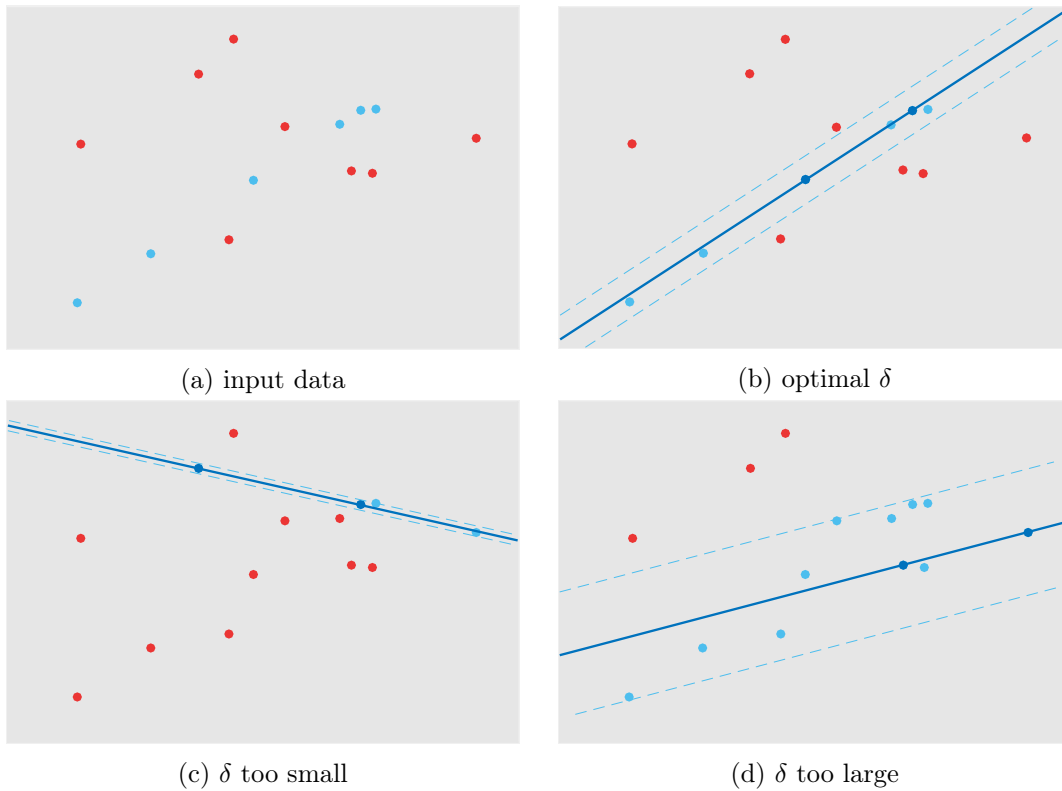 (a) input data
(b) optimal δ
(c) δ too small
(d) δ too large